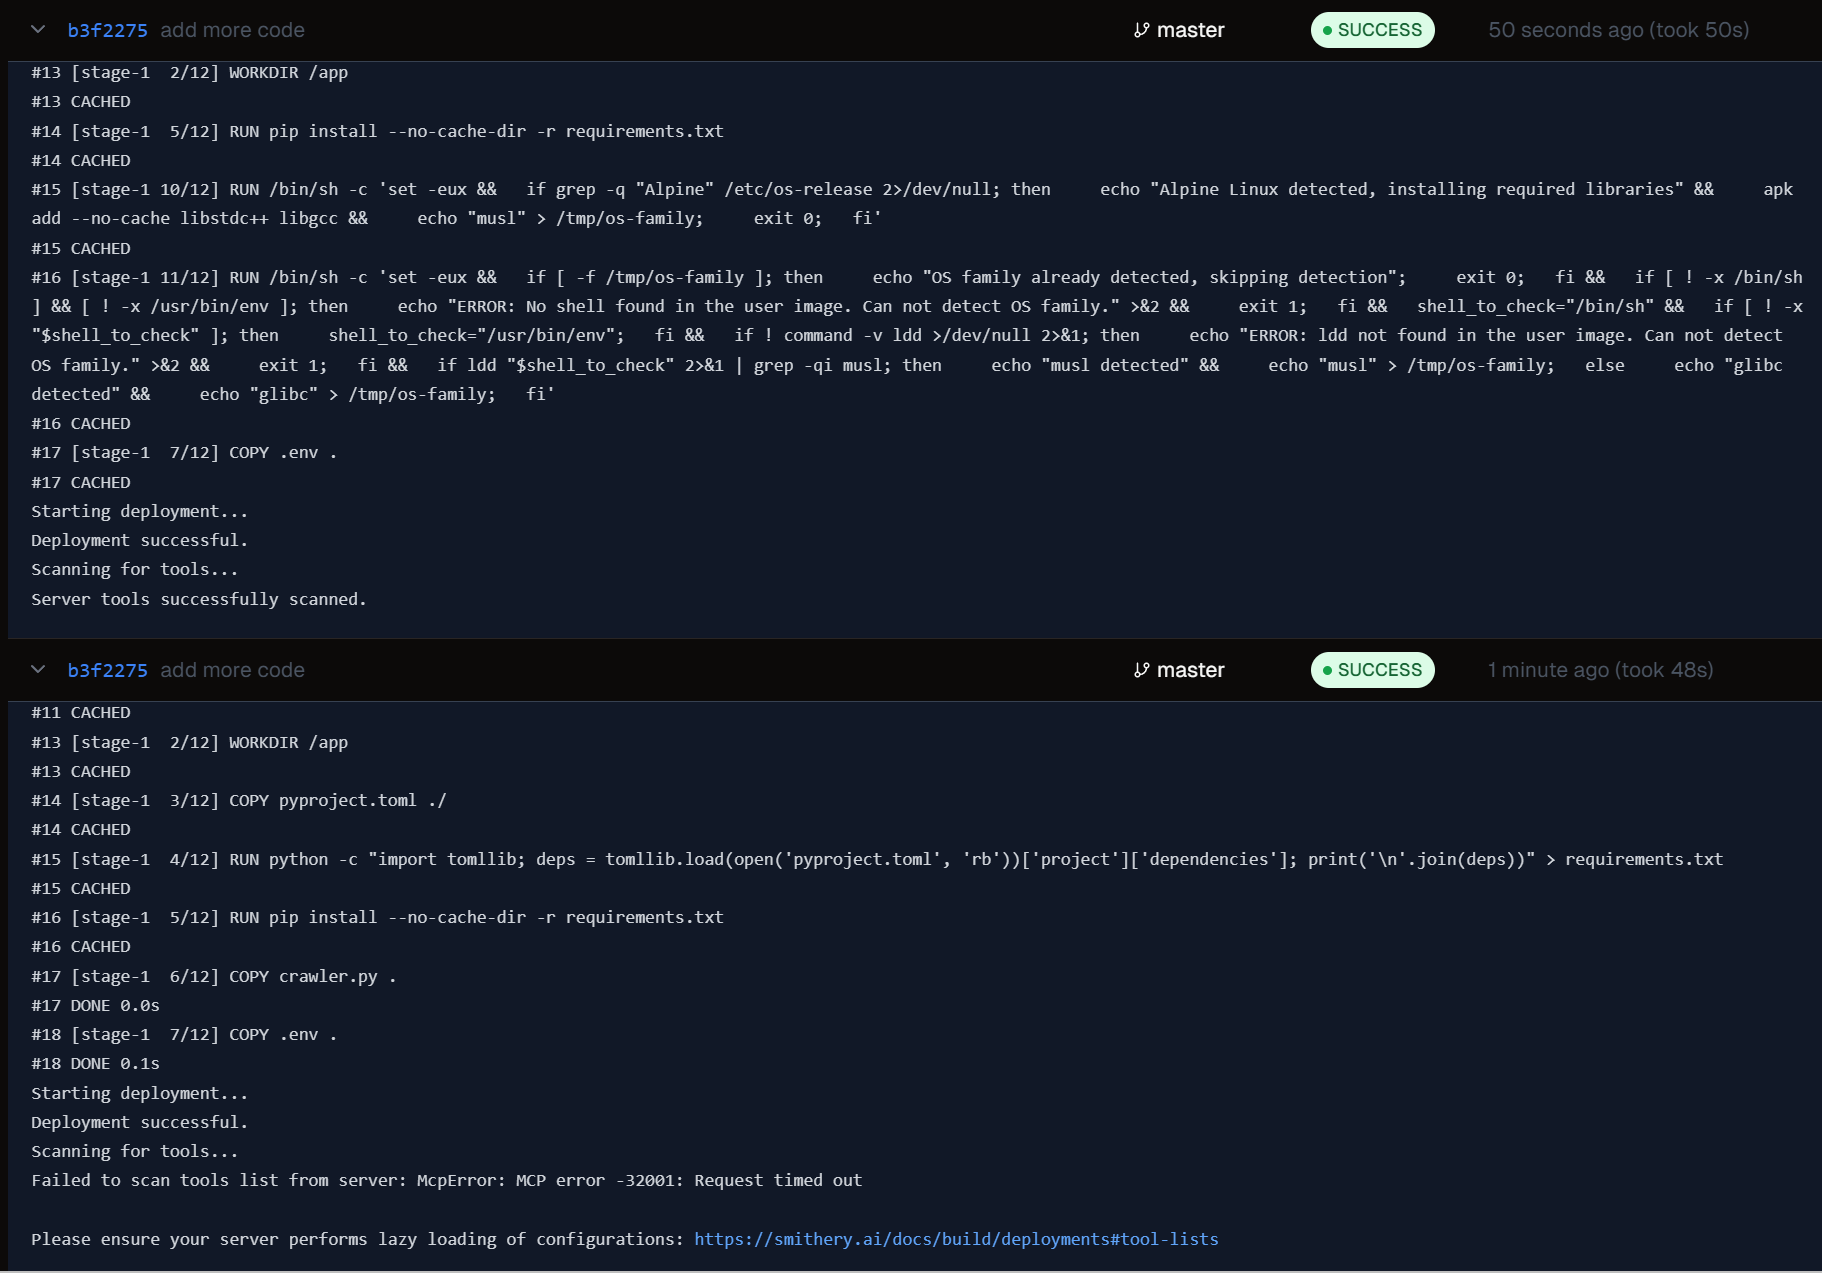 b3f2275 add more code master SUCCESS 50 seconds ago (took 50s)
#13 [stage-1  2/12] WORKDIR /app
#13 CACHED
#14 [stage-1  5/12] RUN pip install --no-cache-dir -r requirements.txt
#14 CACHED
#15 [stage-1 10/12] RUN /bin/sh -c 'set -eux &&   if grep -q "Alpine" /etc/os-release 2>/dev/null; then     echo "Alpine Linux detected, installing required libraries" &&     apk
add --no-cache libstdc++ libgcc &&     echo "musl" > /tmp/os-family;     exit 0;   fi'
#15 CACHED
#16 [stage-1 11/12] RUN /bin/sh -c 'set -eux &&   if [ -f /tmp/os-family ]; then     echo "OS family already detected, skipping detection";     exit 0;   fi &&   if [ ! -x /bin/sh
] && [ ! -x /usr/bin/env ]; then     echo "ERROR: No shell found in the user image. Can not detect OS family." >&2 &&     exit 1;   fi &&   shell_to_check="/bin/sh" &&   if [ ! -x
"$shell_to_check" ]; then     shell_to_check="/usr/bin/env";   fi &&   if ! command -v ldd >/dev/null 2>&1; then     echo "ERROR: ldd not found in the user image. Can not detect
OS family." >&2 &&     exit 1;   fi &&   if ldd "$shell_to_check" 2>&1 | grep -qi musl; then     echo "musl detected" &&     echo "musl" > /tmp/os-family;   else     echo "glibc
detected" &&     echo "glibc" > /tmp/os-family;   fi'
#16 CACHED
#17 [stage-1  7/12] COPY .env .
#17 CACHED
Starting deployment...
Deployment successful.
Scanning for tools...
Server tools successfully scanned.
b3f2275 add more code master SUCCESS 1 minute ago (took 48s)
#11 CACHED
#13 [stage-1  2/12] WORKDIR /app
#13 CACHED
#14 [stage-1  3/12] COPY pyproject.toml ./
#14 CACHED
#15 [stage-1  4/12] RUN python -c "import tomllib; deps = tomllib.load(open('pyproject.toml', 'rb'))['project']['dependencies']; print('\n'.join(deps))" > requirements.txt
#15 CACHED
#16 [stage-1  5/12] RUN pip install --no-cache-dir -r requirements.txt
#16 CACHED
#17 [stage-1  6/12] COPY crawler.py .
#17 DONE 0.0s
#18 [stage-1  7/12] COPY .env .
#18 DONE 0.1s
Starting deployment...
Deployment successful.
Scanning for tools...
Failed to scan tools list from server: McpError: MCP error -32001: Request timed out
Please ensure your server performs lazy loading of configurations: https://smithery.ai/docs/build/deployments#tool-lists